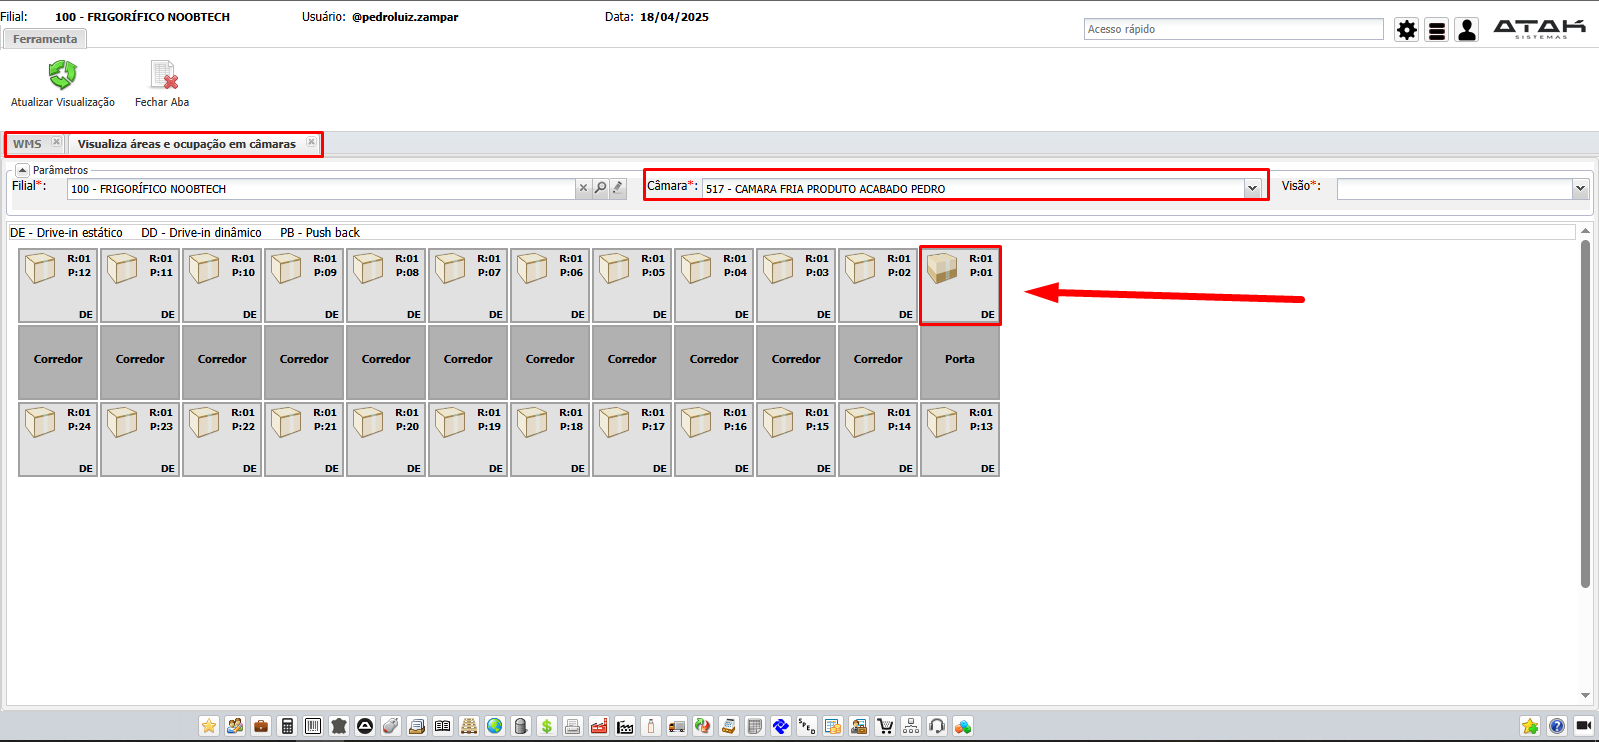 Filial: 100 - FRIGORÍFICO NOOBTECH Usuário: @pedroluiz.zampar Data: 18/04/2025
Acesso rápido
ATAK
SISTEMAS
Ferramenta
Atualizar Visualização Fechar Aba
WMS Visualiza áreas e ocupação em câmaras
Parâmetros
Filial*: 100 - FRIGORÍFICO NOOBTECH Câmara*: 517 - CAMARA FRIA PRODUTO ACABADO PEDRO Visão*:
DE - Drive-in estático DD - Drive-in dinâmico PB - Push back
R:01 R:01 R:01 R:01 R:01 R:01 R:01 R:01 R:01 R:01 R:01 R:01
P:12 P:11 P:10 P:09 P:08 P:07 P:06 P:05 P:04 P:03 P:02 P:01
DE DE DE DE DE DE DE DE DE DE DE DE
Corredor Corredor Corredor Corredor Corredor Corredor Corredor Corredor Corredor Corredor Corredor Porta
R:01 R:01 R:01 R:01 R:01 R:01 R:01 R:01 R:01 R:01 R:01 R:01
P:24 P:23 P:22 P:21 P:20 P:19 P:18 P:17 P:16 P:15 P:14 P:13
DE DE DE DE DE DE DE DE DE DE DE DE
SPED